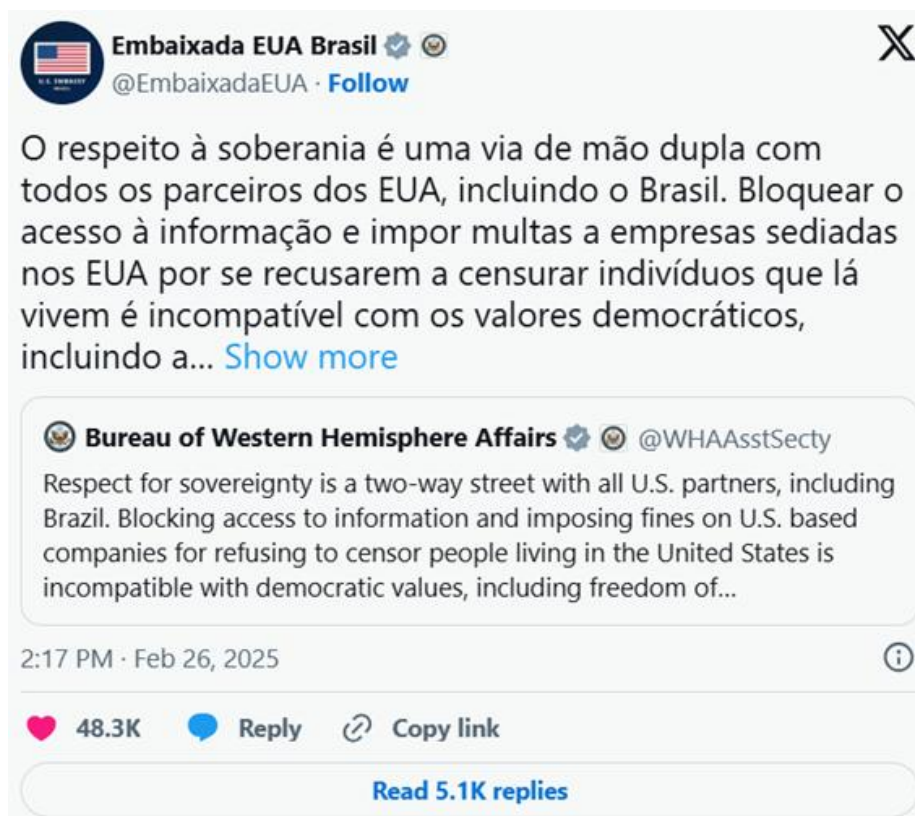 Embaixada EUA Brasil
@EmbaixadaEUA · Follow
O respeito à soberania é uma via de mão dupla com
todos os parceiros dos EUA, incluindo o Brasil. Bloquear o
acesso à informação e impor multas a empresas sediadas
nos EUA por se recusarem a censurar indivíduos que lá
vivem é incompatível com os valores democráticos,
incluindo a... Show more
Bureau of Western Hemisphere Affairs @WHAAsstSecty
Respect for sovereignty is a two-way street with all U.S. partners, including
Brazil. Blocking access to information and imposing fines on U.S. based
companies for refusing to censor people living in the United States is
incompatible with democratic values, including freedom of...
2:17 PM · Feb 26, 2025
48.3K Reply Copy link
Read 5.1K replies